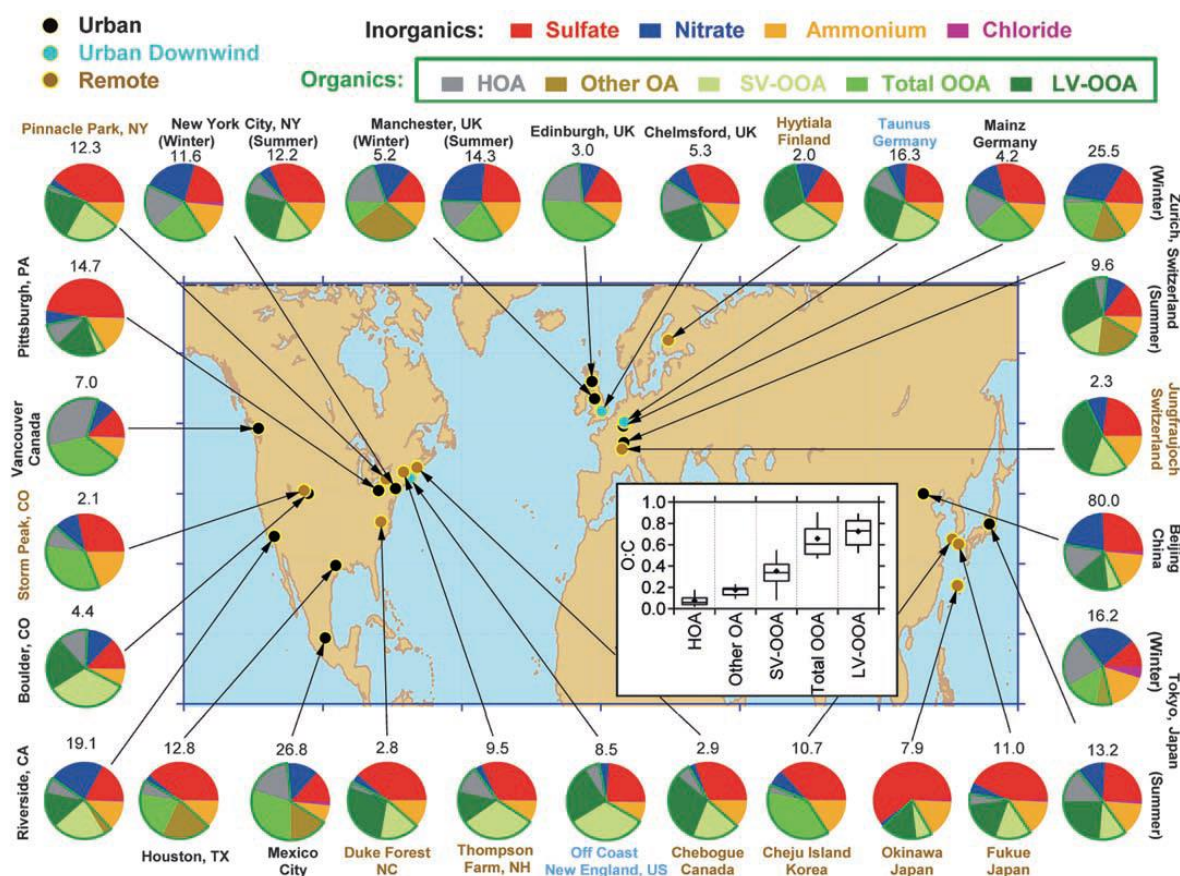 Urban
Urban Downwind
Remote
Inorganics: Sulfate Nitrate Ammonium Chloride
Organics: HOA Other OA SV-OOA Total OOA LV-OOA
Pinnacle Park, NY
12.3
New York City, NY
(Winter) (Summer)
11.6 12.2
Manchester, UK
(Winter) (Summer)
5.2 14.3
Edinburgh, UK
3.0
Chelmsford, UK
5.3
Hyytiala
Finland
2.0
Taunus
Germany
16.3
Mainz
Germany
4.2
25.5
(Winter)
Zurich, Switzerland
9.6
(Summer)
Pittsburgh, PA
14.7
Vancouver
Canada
7.0
Storm Peak, CO
2.1
Boulder, CO
4.4
Riverside, CA
19.1
2.3
Jungfraujoch
Switzerland
80.0
Beijing
China
16.2
(Winter)
Tokyo, Japan
13.2
(Summer)
O:C
1.0
0.8
0.6
0.4
0.2
0.0
HOA
Other OA
SV-OOA
Total OOA
LV-OOA
12.8
Houston, TX
26.8
Mexico
City
2.8
Duke Forest
NC
9.5
Thompson
Farm, NH
8.5
Off Coast
New England, US
2.9
Chebogue
Canada
10.7
Cheju Island
Korea
7.9
Okinawa
Japan
11.0
Fukue
Japan